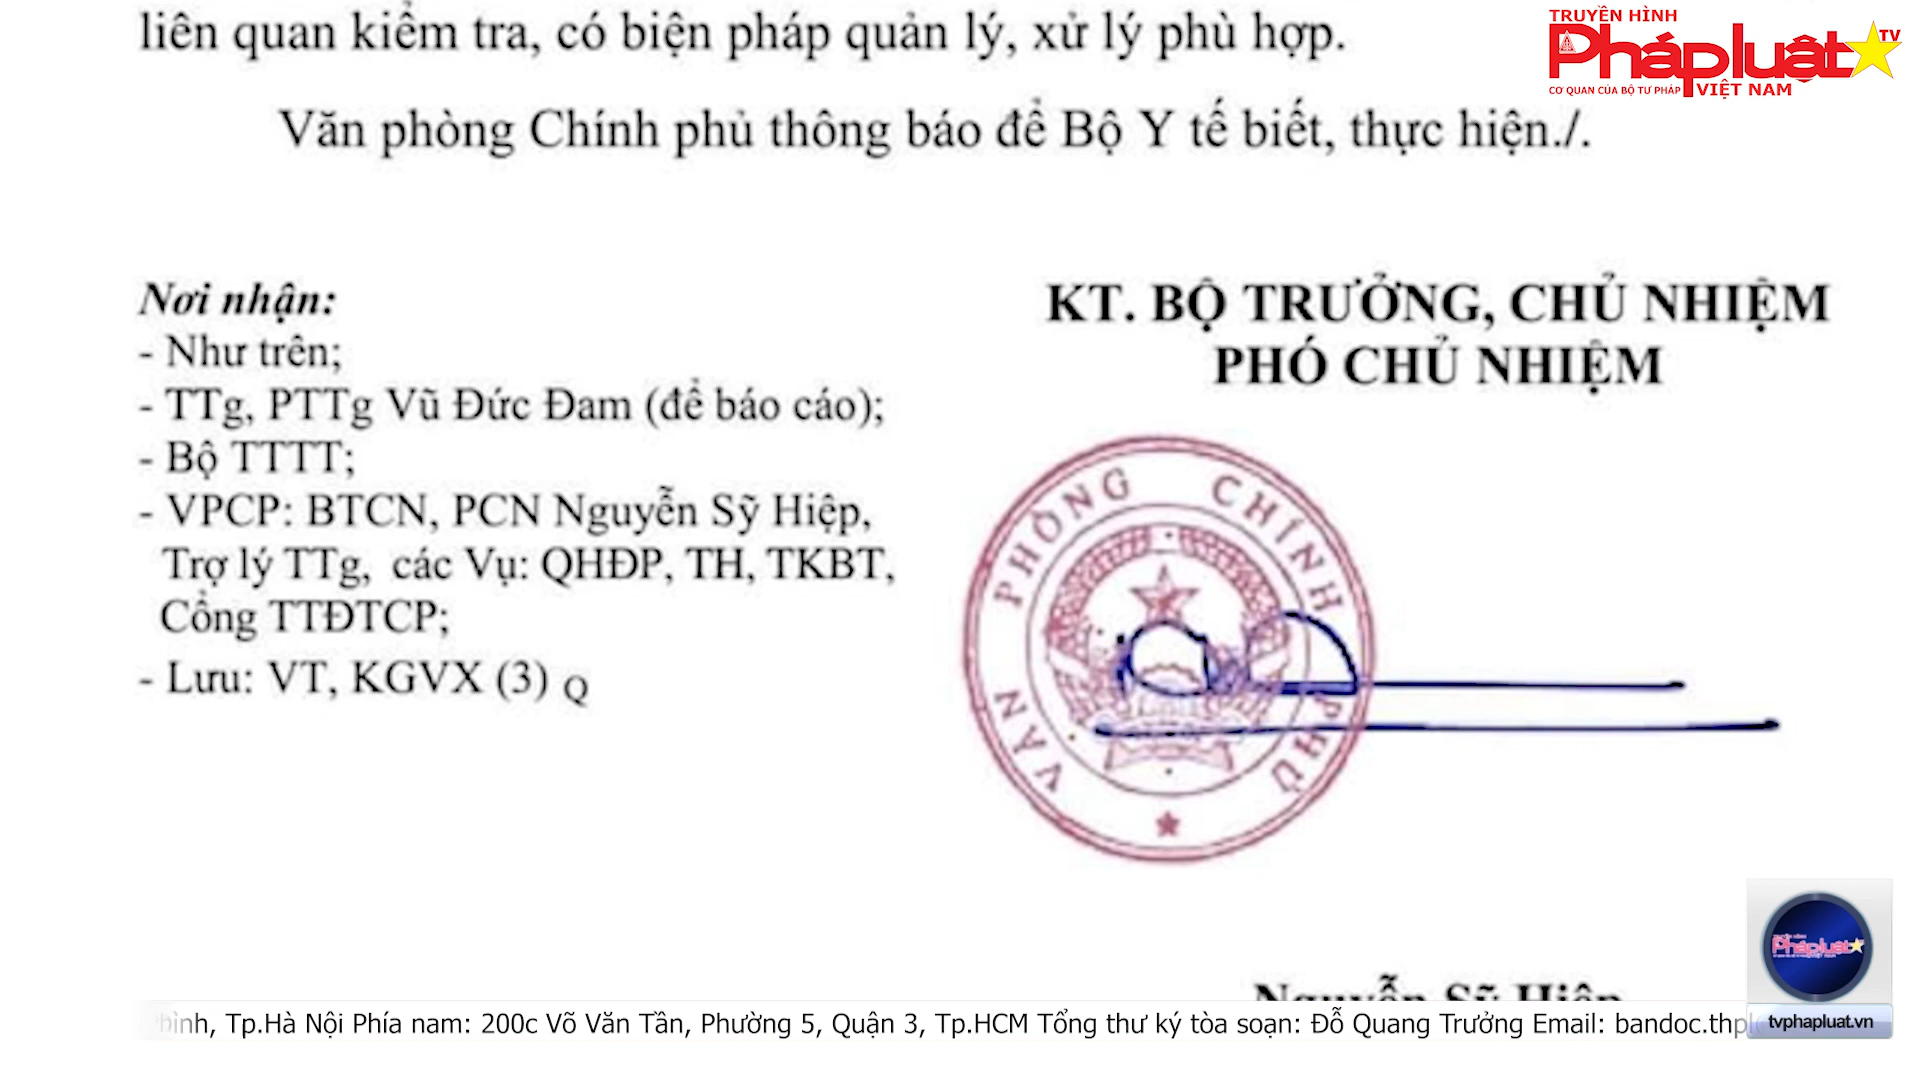 liên quan kiểm tra, có biện pháp quản lý, xử lý phù hợp.
TRUYỀN HÌNH
Phápluật TV
CƠ QUAN CỦA BỘ TƯ PHÁP VIỆT NAM
Văn phòng Chính phủ thông báo để Bộ Y tế biết, thực hiện./.
Nơi nhận:
- Như trên;
- TTg, PTTg Vũ Đức Đam (để báo cáo);
- Bộ TTTT;
- VPCP: BTCN, PCN Nguyễn Sỹ Hiệp,
Trợ lý TTg, các Vụ: QHĐP, TH, TKBT,
Cổng TTĐTCP;
- Lưu: VT, KGVX (3) Q
KT. BỘ TRƯỞNG, CHỦ NHIỆM
PHÓ CHỦ NHIỆM
VĂN PHÒNG CHÍNH PHỦ
Nguyễn Sỹ Hiệp
Phápluật
hình, Tp.Hà Nội Phía nam: 200c Võ Văn Tần, Phường 5, Quận 3, Tp.HCM Tổng thư ký tòa soạn: Đỗ Quang Trưởng Email: bandoc.thpl
tvphapluat.vn